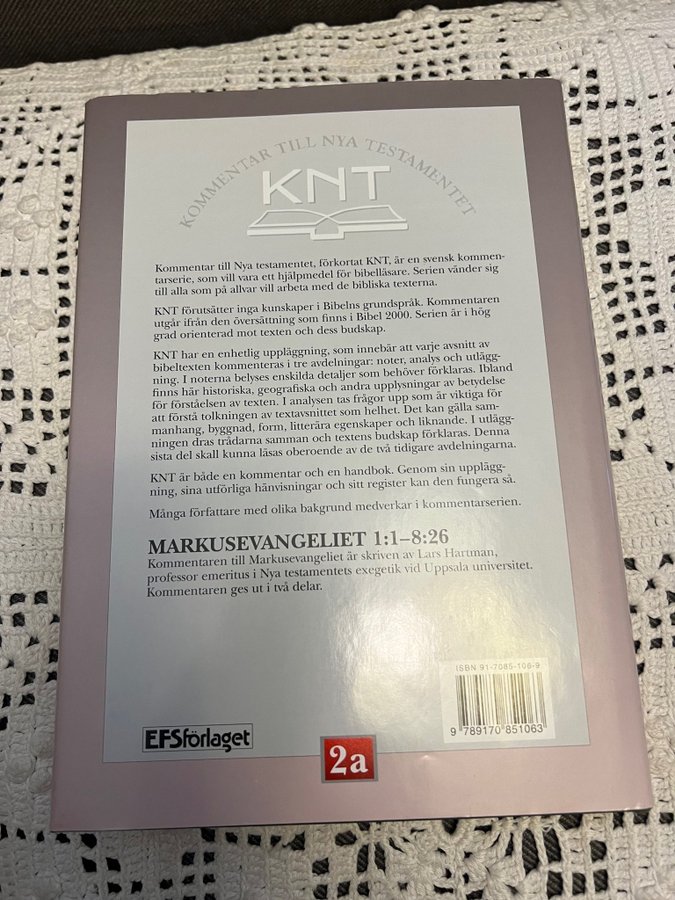 KOMMENTAR TILL NYA TESTAMENTET
KNT
Kommentar till Nya testamentet, förkortat KNT, är en svensk kommen-
tarserie, som vill vara ett hjälpmedel för bibelläsare. Serien vänder sig
till alla som på allvar vill arbeta med de bibliska texterna.
KNT förutsätter inga kunskaper i Bibelns grundspråk. Kommentaren
utgår ifrån den översättning som finns i Bibel 2000. Serien är i hög
grad orienterad mot texten och dess budskap.
KNT har en enhetlig uppläggning, som innebär att varje avsnitt av
bibeltexten kommenteras i tre avdelningar: noter, analys och utlägg-
ning. I noterna belyses enskilda detaljer som behöver förklaras. Ibland
finns här historiska, geografiska och andra upplysningar av betydelse
för förståelsen av texten. I analysen tas frågor upp som är viktiga för
att förstå tolkningen av textavsnittet som helhet. Det kan gälla sam-
manhang, byggnad, form, litterära egenskaper och liknande. I utlägg-
ningen dras trådarna samman och textens budskap förklaras. Denna
sista del skall kunna läsas oberoende av de två tidigare avdelningarna.
KNT är både en kommentar och en handbok. Genom sin upplägg-
ning, sina utförliga hänvisningar och sitt register kan den fungera så.
Många författare med olika bakgrund medverkar i kommentarserien.
MARKUSEVANGELIET 1:1–8:26
Kommentaren till Markusevangeliet är skriven av Lars Hartman,
professor emeritus i Nya testamentets exegetik vid Uppsala universitet.
Kommentaren ges ut i två delar.
ISBN 91-7085-106-9
9 789170 851063
EFSförlaget
2a